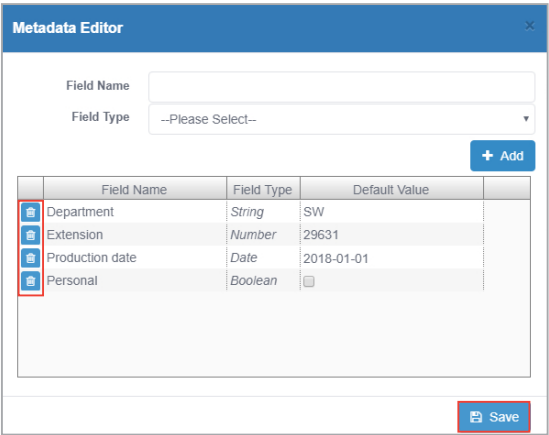 Metadata Editor ×
Field Name
Field Type --Please Select--
+ Add
Field Name Field Type Default Value
Department String SW
Extension Number 29631
Production date Date 2018-01-01
Personal Boolean
Save